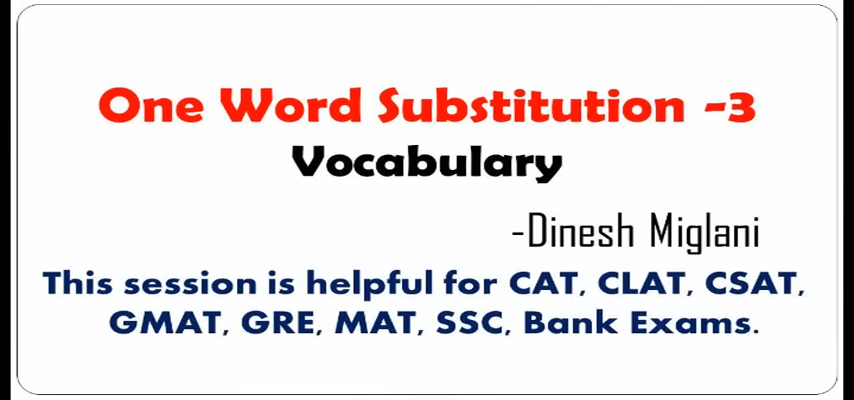 One Word Substitution -3
Vocabulary
-Dinesh Miglani
This session is helpful for CAT, CLAT, CSAT,
GMAT, GRE, MAT, SSC, Bank Exams.